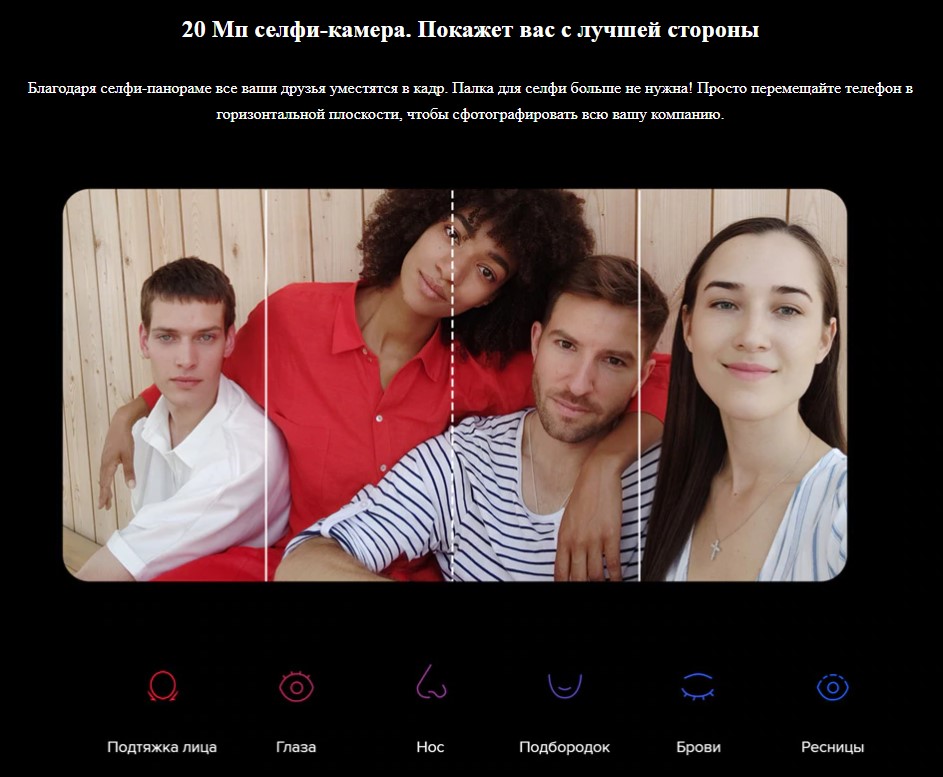 20 Мп селфи-камера. Покажет вас с лучшей стороны
Благодаря селфи-панораме все ваши друзья уместятся в кадр. Палка для селфи больше не нужна! Просто перемещайте телефон в
горизонтальной плоскости, чтобы сфотографировать всю вашу компанию.
Подтяжка лица Глаза Нос Подбородок Брови Ресницы